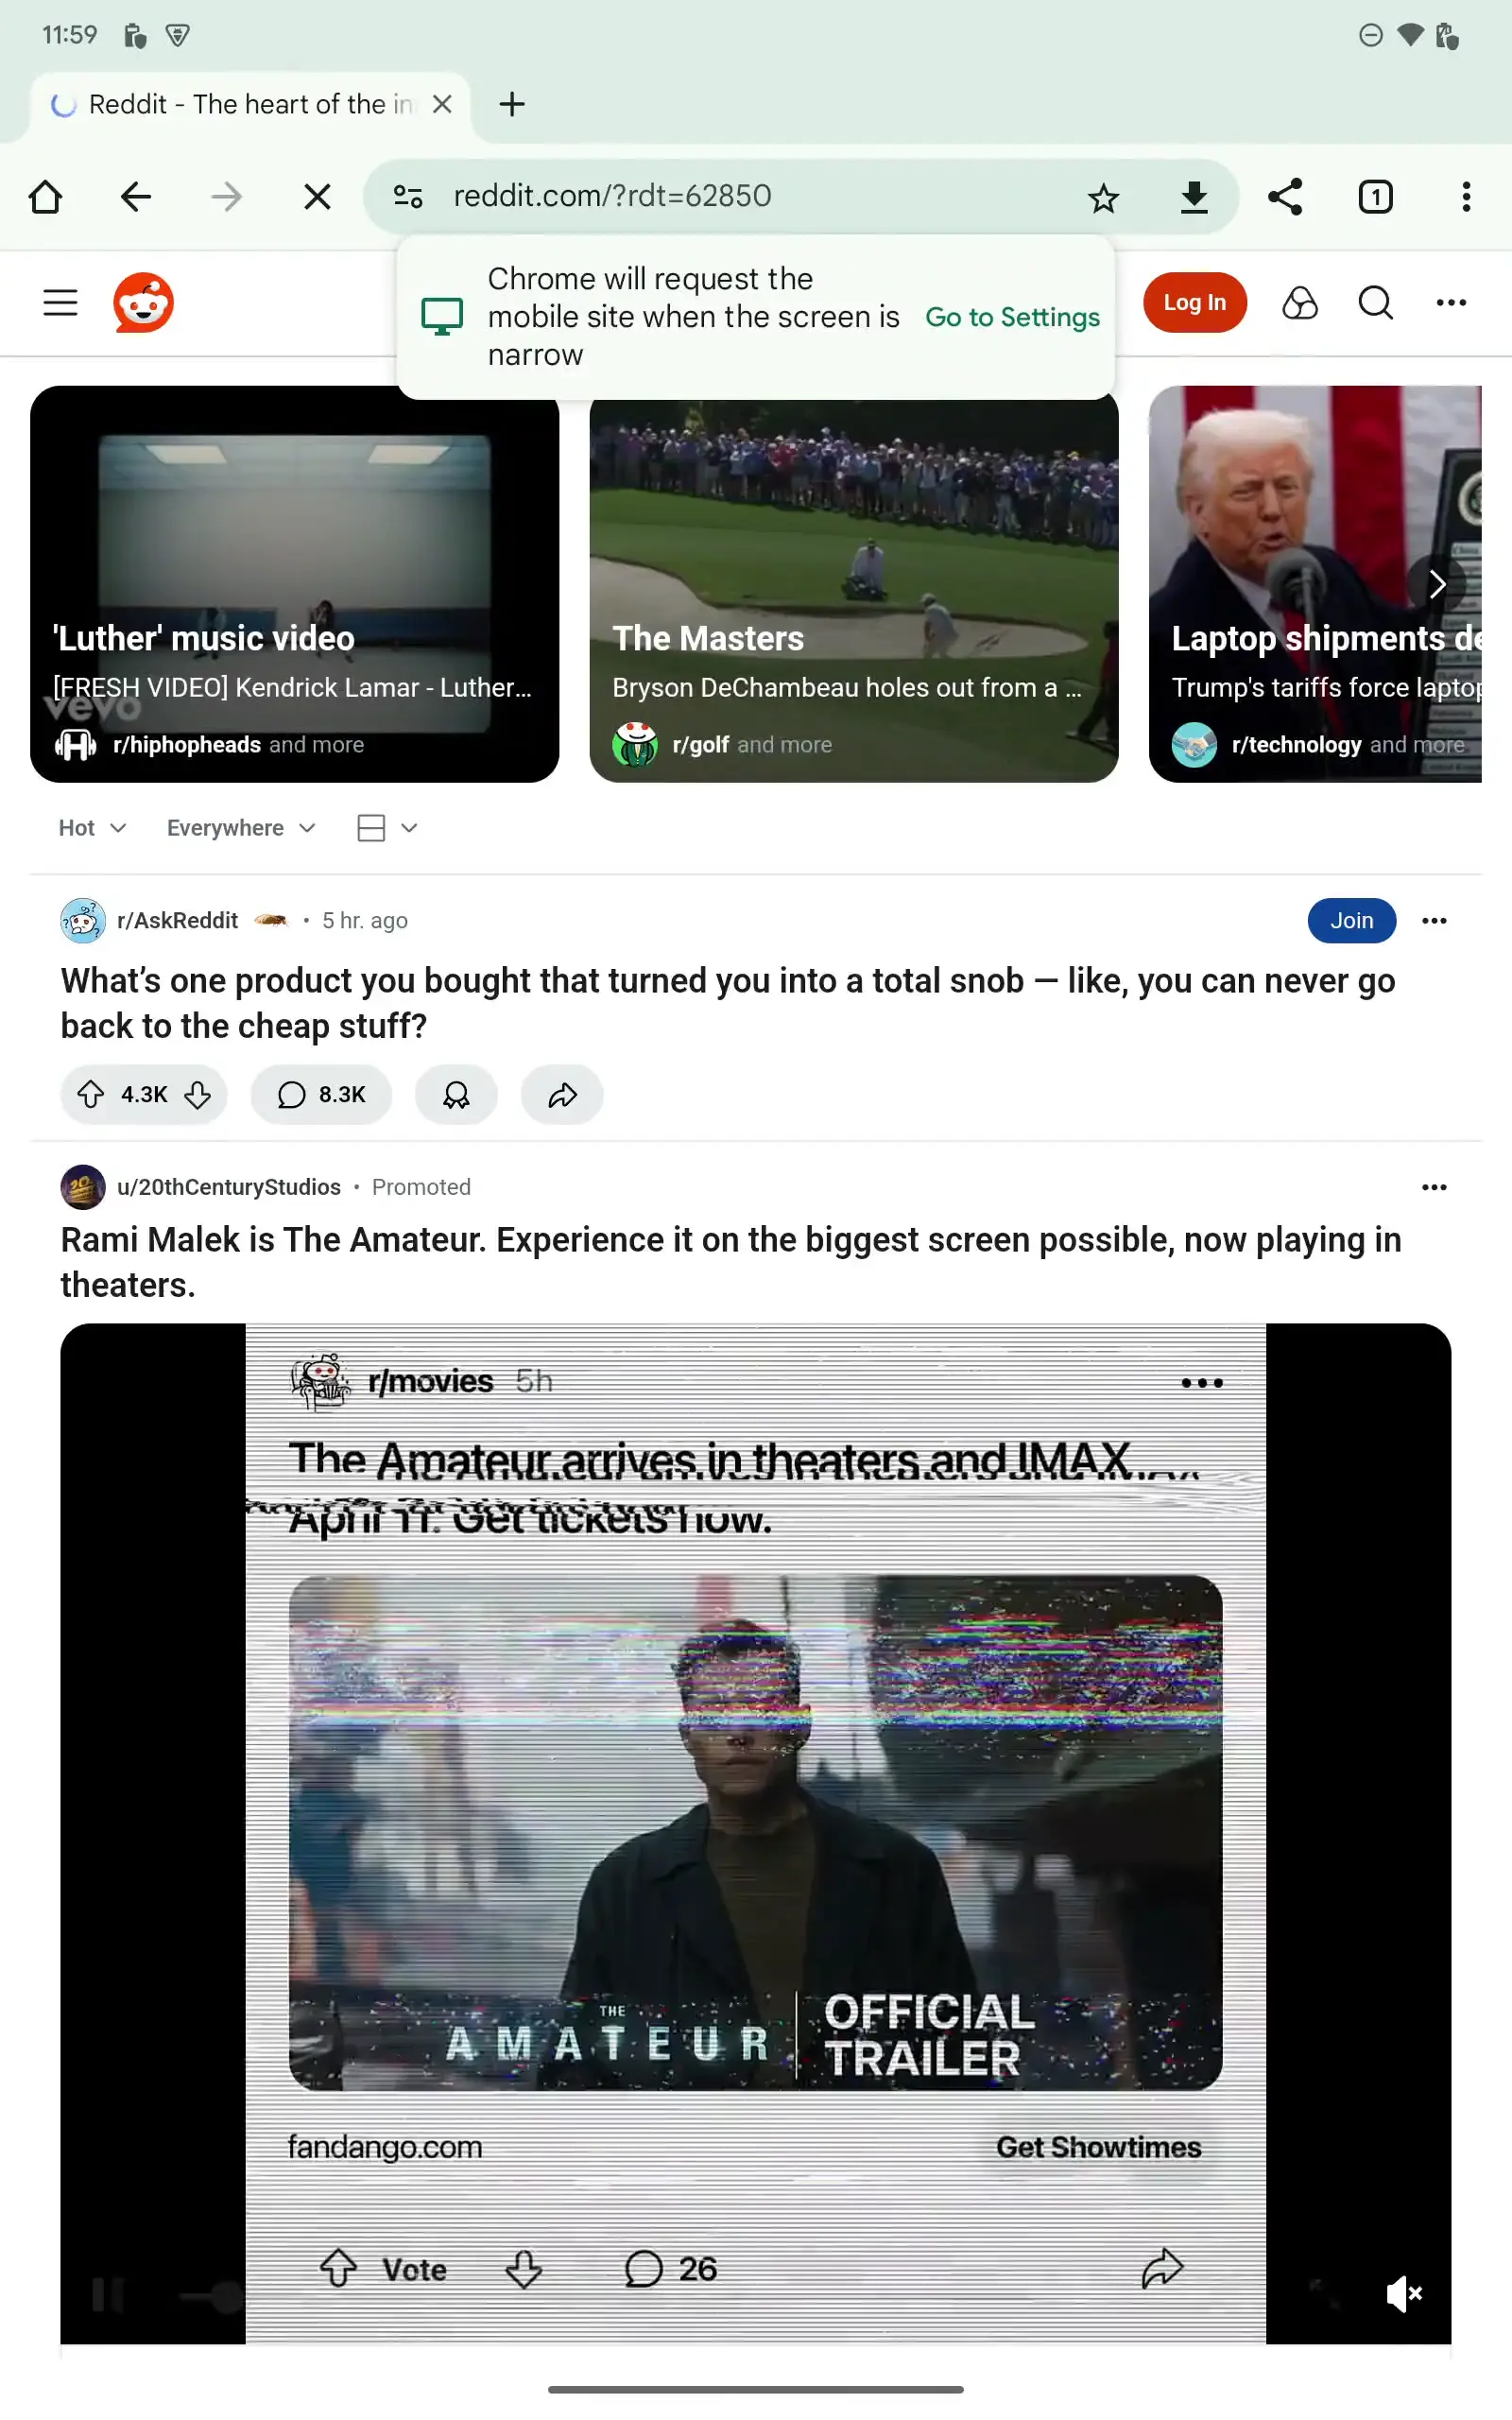 11:59
Reddit - The heart of the in
reddit.com/?rdt=62850
1
Chrome will request the
mobile site when the screen is
narrow
Go to Settings
Log In
'Luther' music video
[FRESH VIDEO] Kendrick Lamar - Luther...
vevo
r/hiphopheads and more
The Masters
Bryson DeChambeau holes out from a ...
r/golf and more
Laptop shipments de
Trump's tariffs force laptop
r/technology and more
Hot
Everywhere
r/AskReddit • 5 hr. ago
Join
What’s one product you bought that turned you into a total snob — like, you can never go
back to the cheap stuff?
4.3K
8.3K
u/20thCenturyStudios • Promoted
Rami Malek is The Amateur. Experience it on the biggest screen possible, now playing in
theaters.
r/movies 5h
The Amateur arrives in theaters and IMAX
April 11. Get tickets now.
THE
AMATEUR
OFFICIAL
TRAILER
fandango.com
Get Showtimes
Vote
26